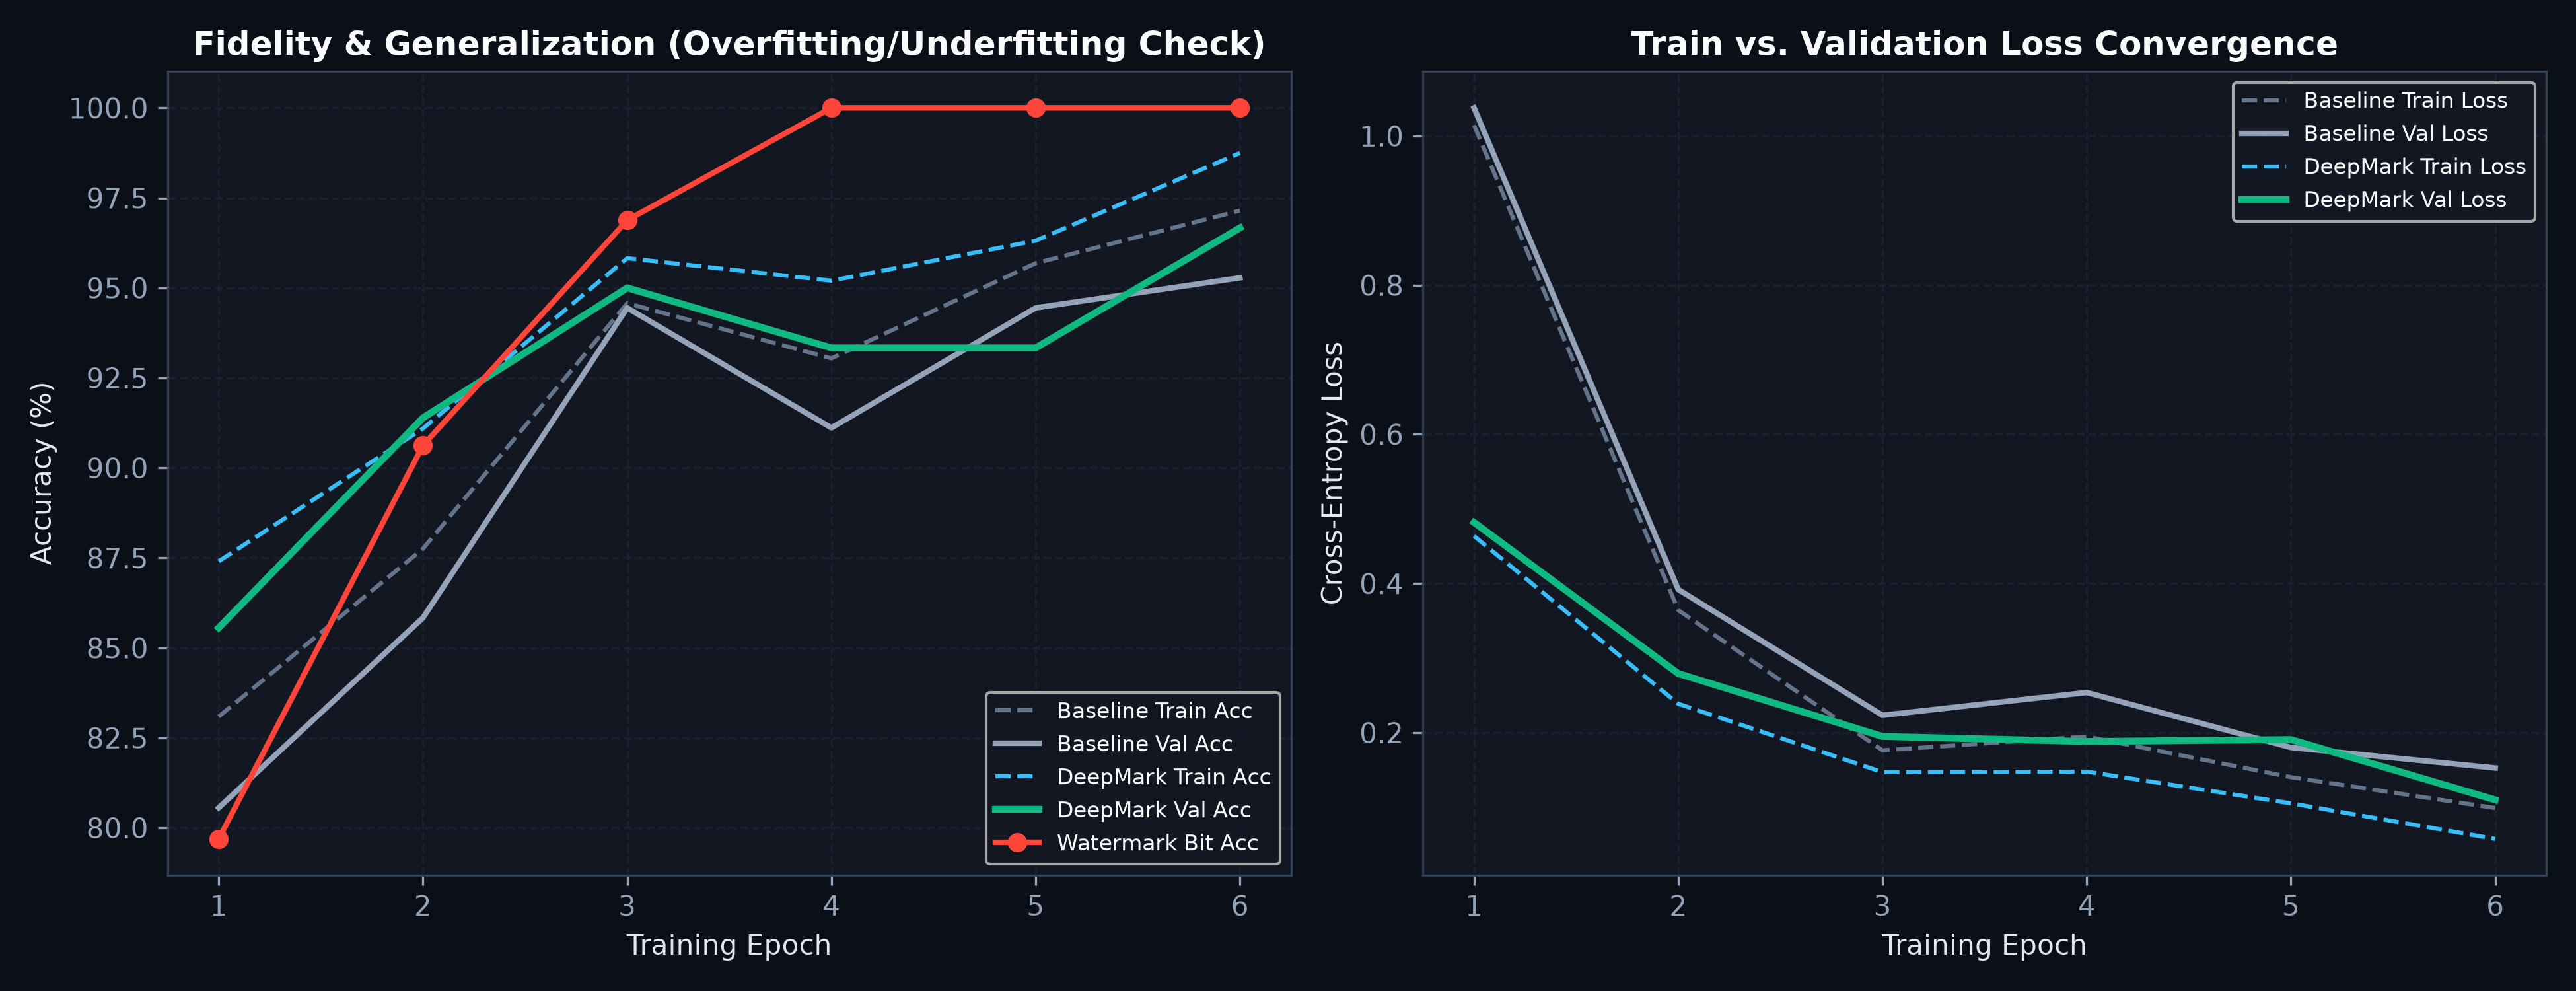 Fidelity & Generalization (Overfitting/Underfitting Check)
Accuracy (%)
100.0
97.5
95.0
92.5
90.0
87.5
85.0
82.5
80.0
1 2 3 4 5 6
Training Epoch
Baseline Train Acc
Baseline Val Acc
DeepMark Train Acc
DeepMark Val Acc
Watermark Bit Acc
Train vs. Validation Loss Convergence
Cross-Entropy Loss
1.0
0.8
0.6
0.4
0.2
1 2 3 4 5 6
Training Epoch
Baseline Train Loss
Baseline Val Loss
DeepMark Train Loss
DeepMark Val Loss